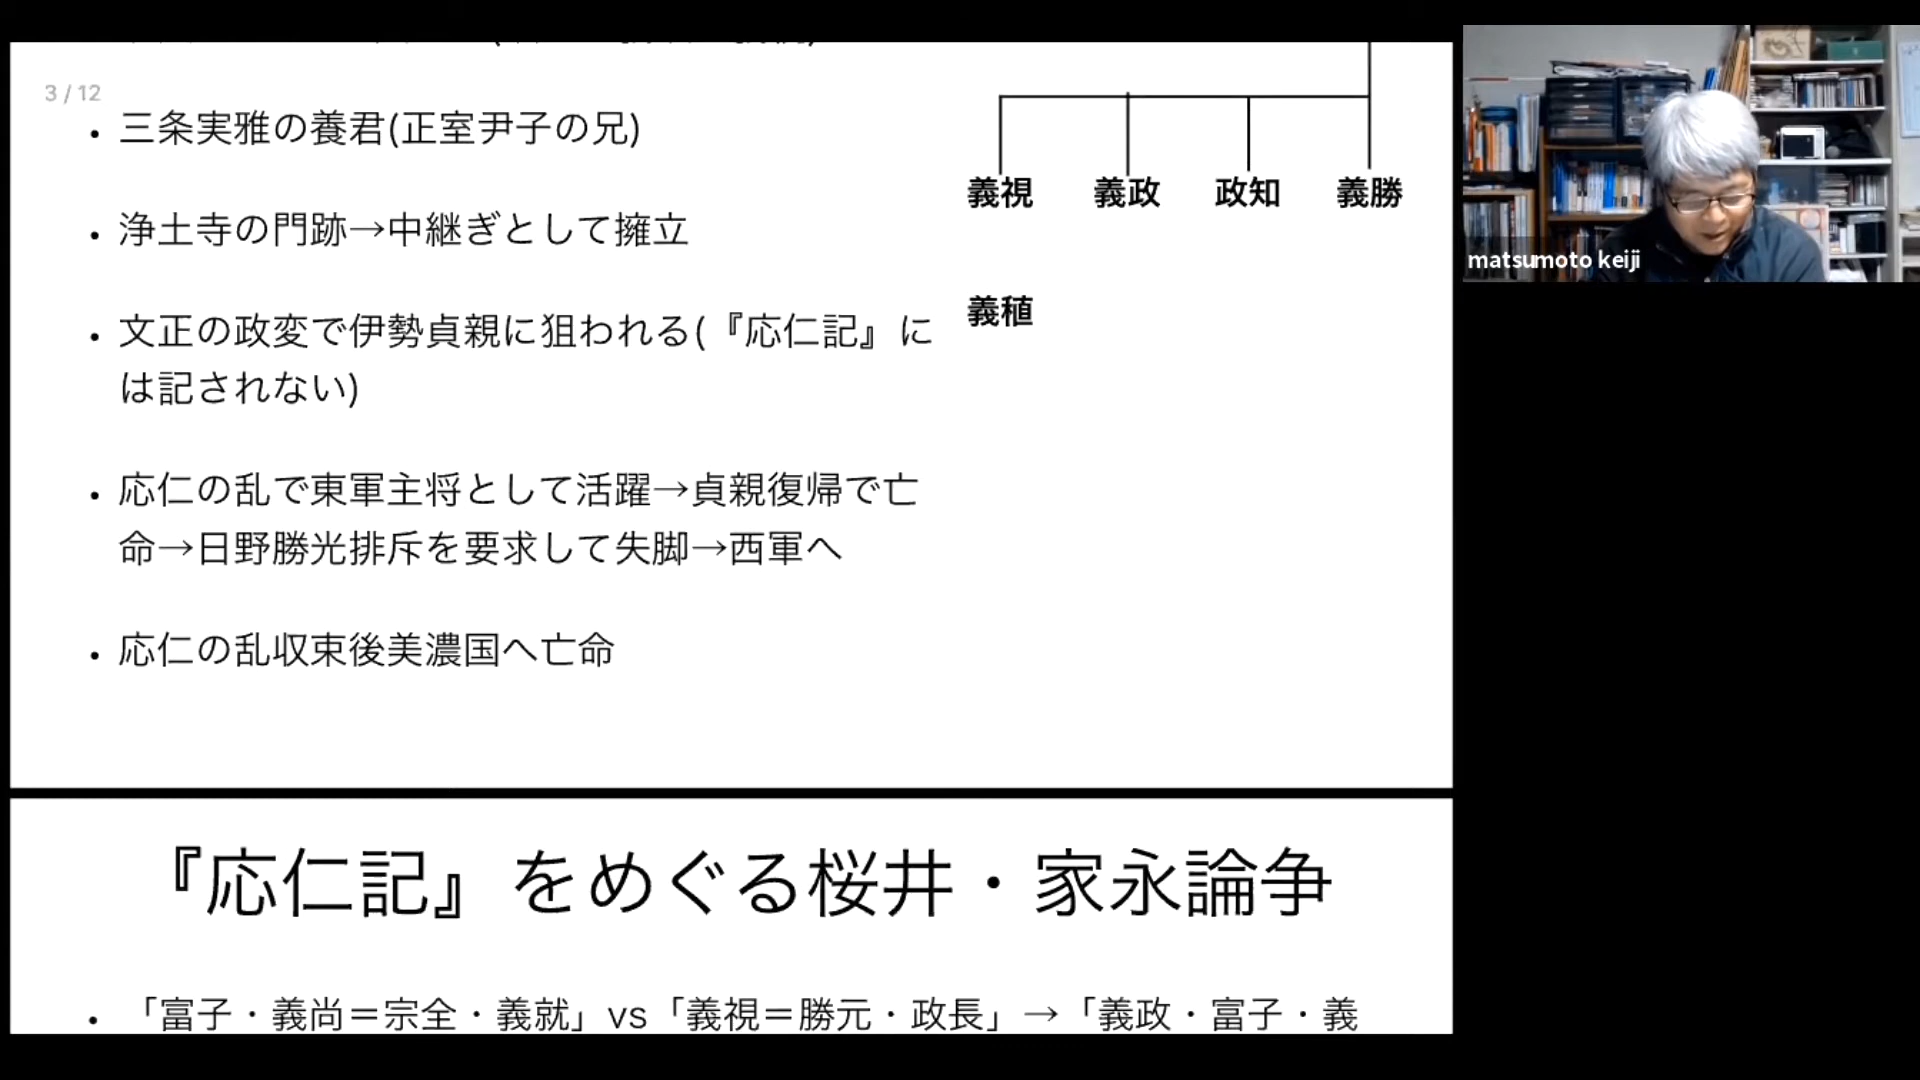 3 / 12
• 三条実雅の養君(正室尹子の兄)
• 浄土寺の門跡→中継ぎとして擁立
• 文正の政変で伊勢貞親に狙われる(『応仁記』に
は記されない)
• 応仁の乱で東軍主将として活躍→貞親復帰で亡
命→日野勝光排斥を要求して失脚→西軍へ
• 応仁の乱収束後美濃国へ亡命
義視 義政 政知 義勝
義稙
『応仁記』をめぐる桜井・家永論争
• 「富子・義尚＝宗全・義就」vs「義視＝勝元・政長」→「義政・富子・義
matsumoto keiji